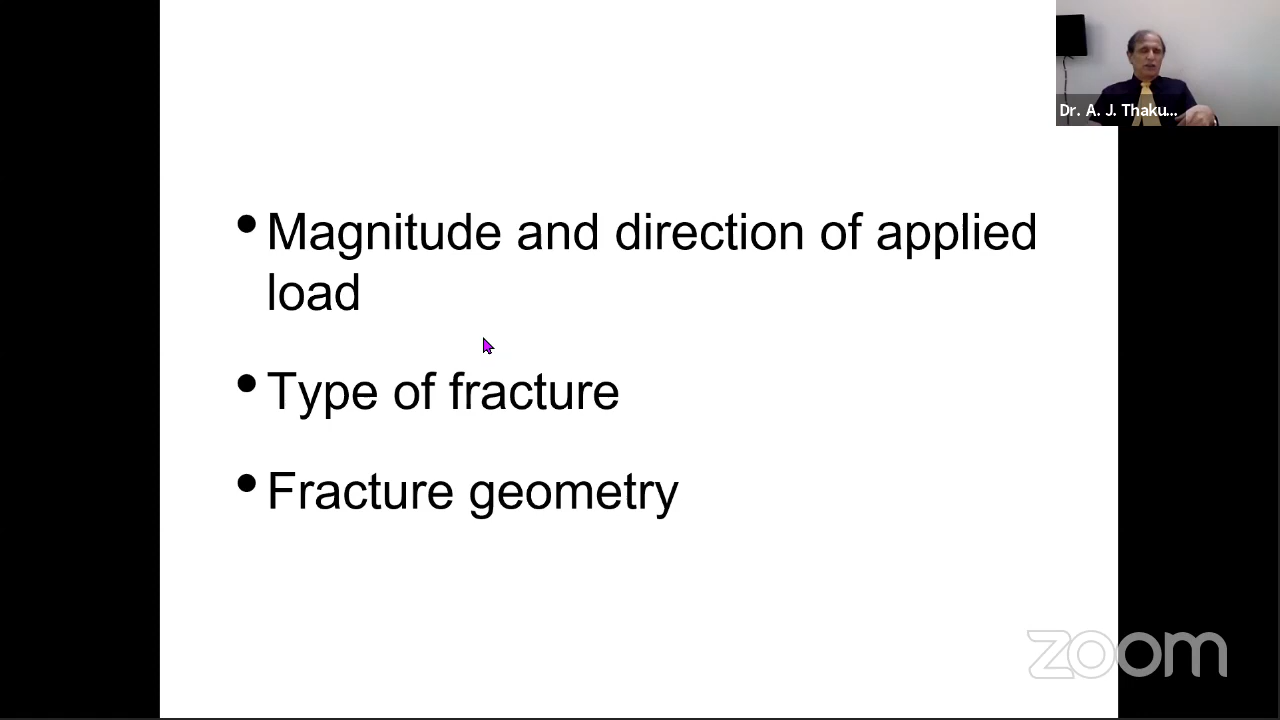 Dr. A. J. Thaku...
• Magnitude and direction of applied
load
• Type of fracture
• Fracture geometry
zoom